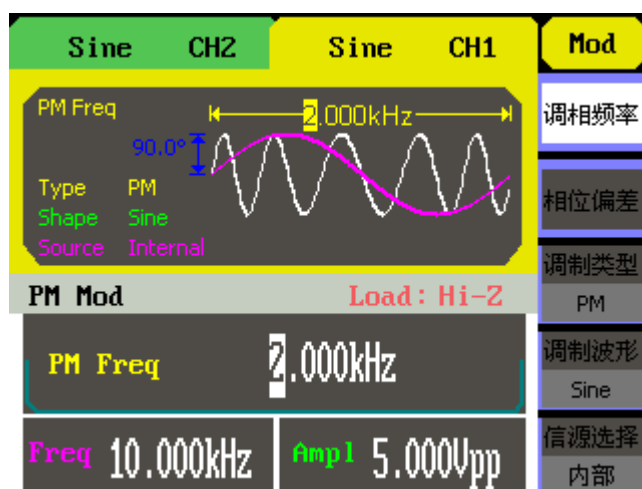 Sine CH2 Sine CH1 Mod
PM Freq 2.000kHz
90.0°
Type PM
Shape Sine
Source Internal
PM Mod Load: Hi-Z
PM Freq 2.000kHz
Freq 10.000kHz Ampl 5.000Vpp
调相频率
相位偏差
调制类型
PM
调制波形
Sine
信源选择
内部